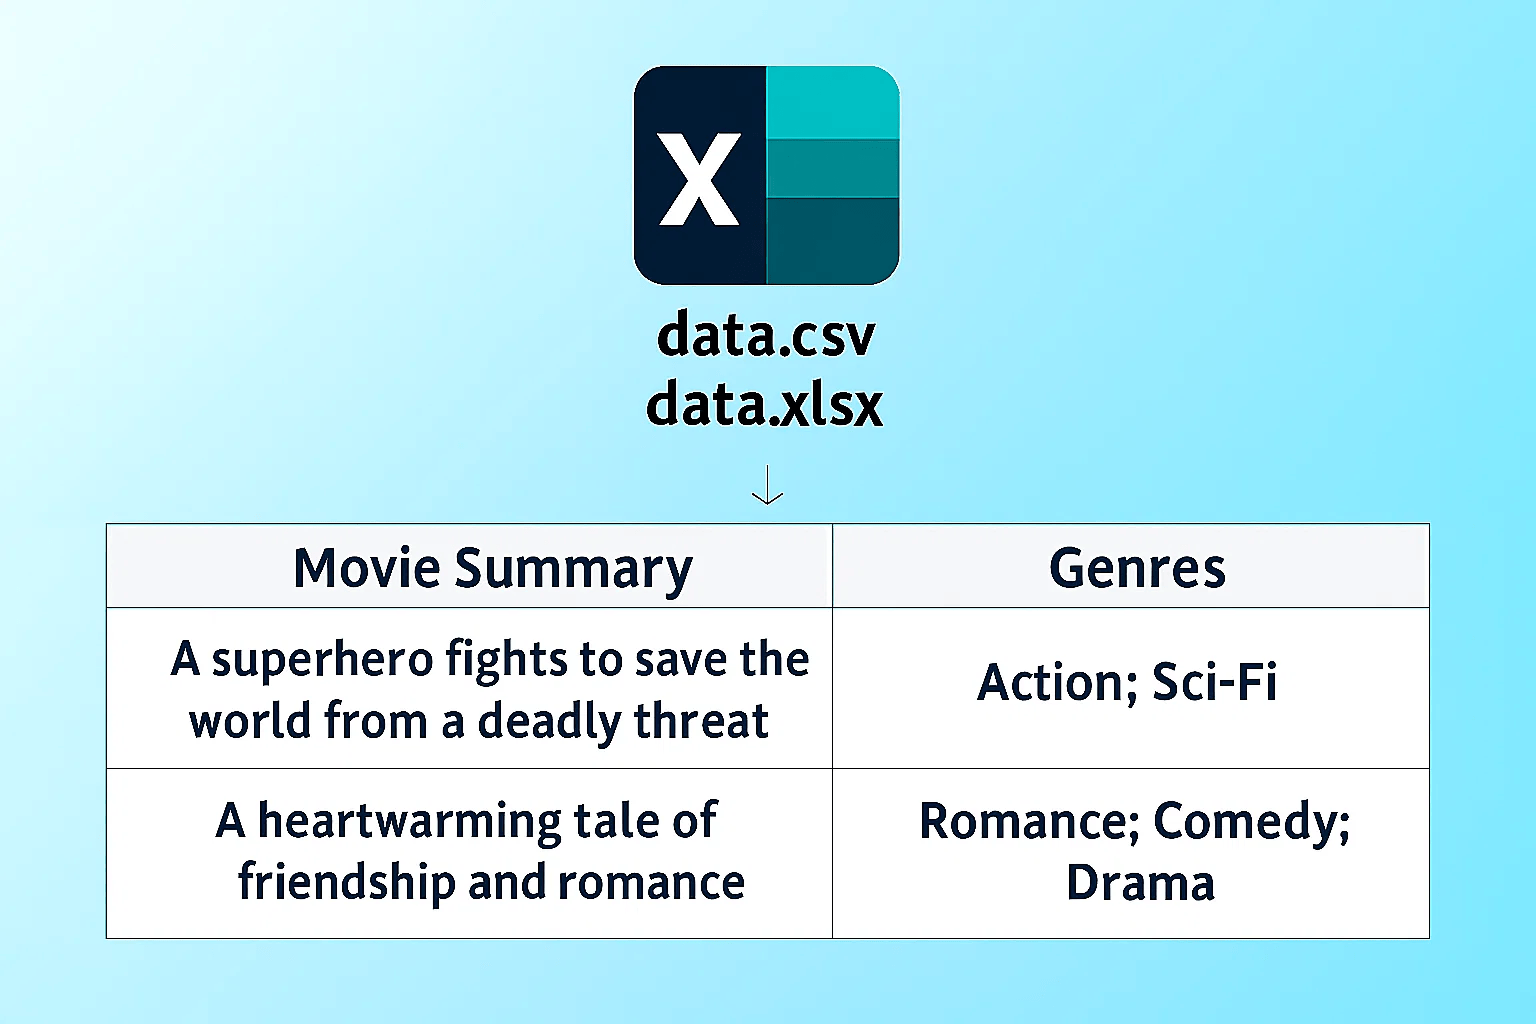 X
data.csv
data.xlsx
Movie Summary
Genres
A superhero fights to save the
world from a deadly threat
Action; Sci-Fi
A heartwarming tale of
friendship and romance
Romance; Comedy;
Drama